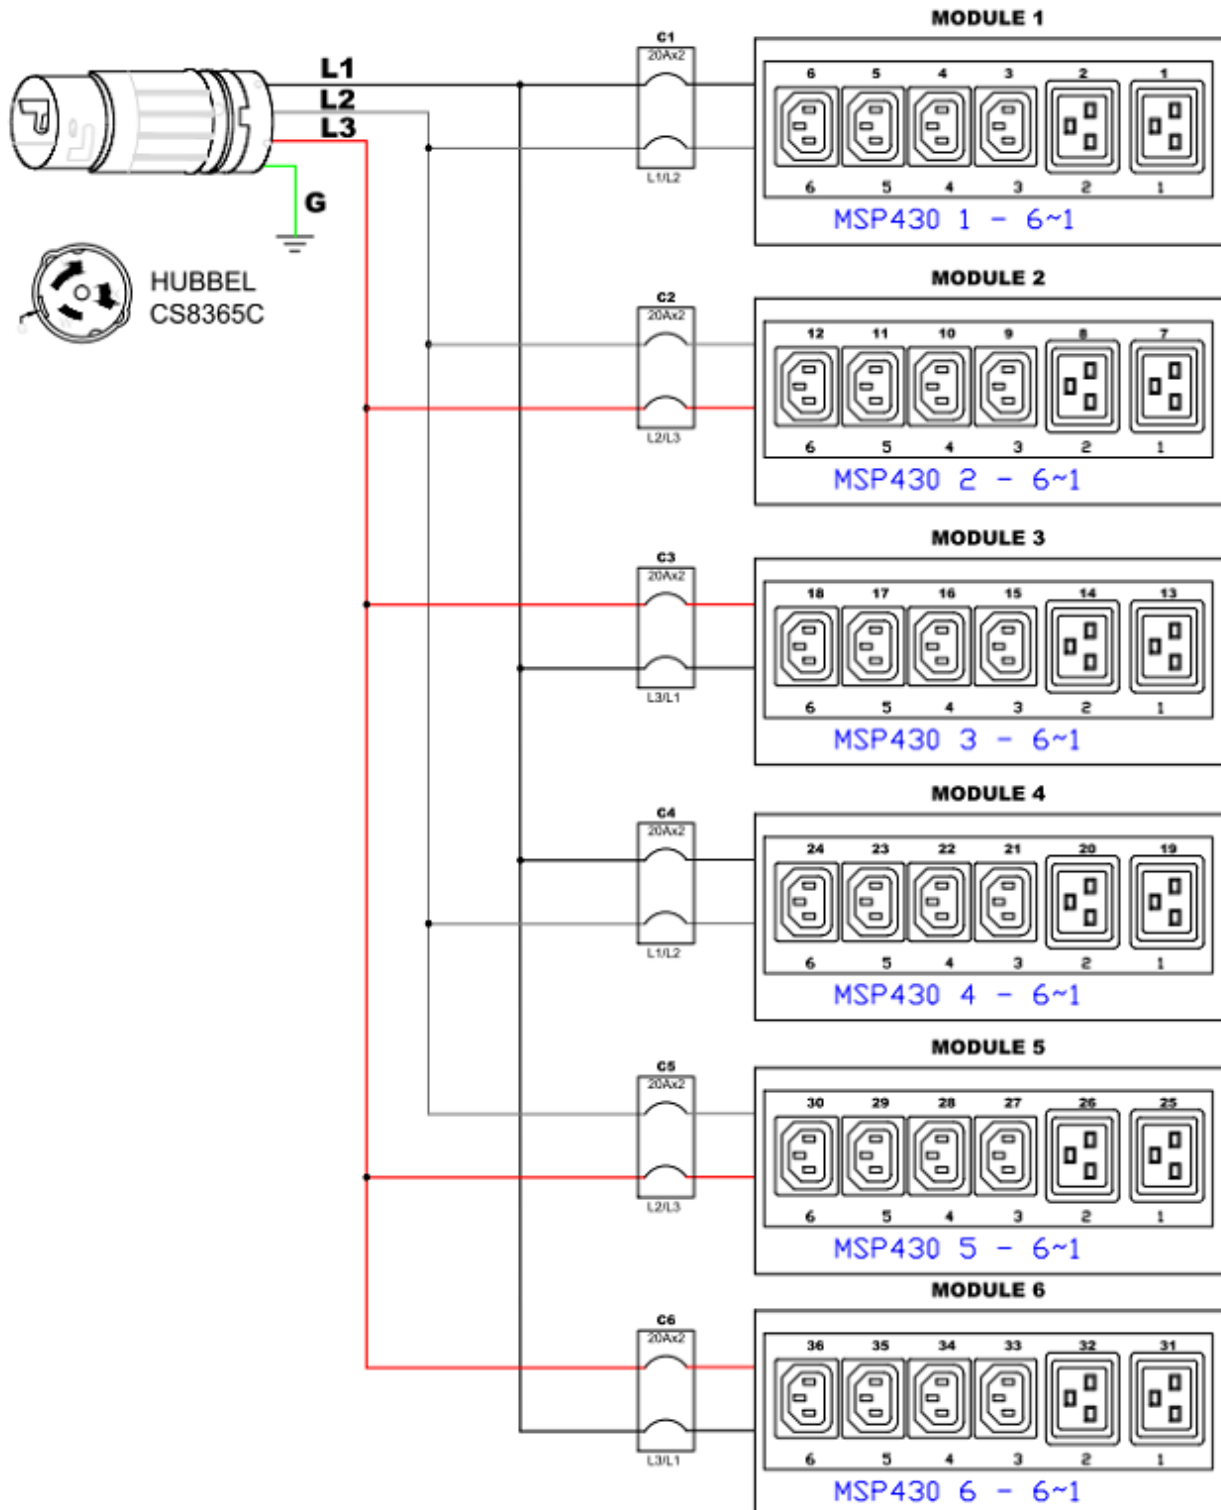 MODULE 1
C1
20Ax2
L1
L2
L3
G
L1/L2
6 5 4 3 2 1
6 5 4 3 2 1
MSP430 1 - 6~1
HUBBEL
CS8365C
MODULE 2
C2
20Ax2
L2/L3
12 11 10 9 8 7
6 5 4 3 2 1
MSP430 2 - 6~1
MODULE 3
C3
20Ax2
L3/L1
18 17 16 15 14 13
6 5 4 3 2 1
MSP430 3 - 6~1
MODULE 4
C4
20Ax2
L1/L2
24 23 22 21 20 19
6 5 4 3 2 1
MSP430 4 - 6~1
MODULE 5
C5
20Ax2
L2/L3
30 29 28 27 26 25
6 5 4 3 2 1
MSP430 5 - 6~1
MODULE 6
C6
20Ax2
L3/L1
36 35 34 33 32 31
6 5 4 3 2 1
MSP430 6 - 6~1